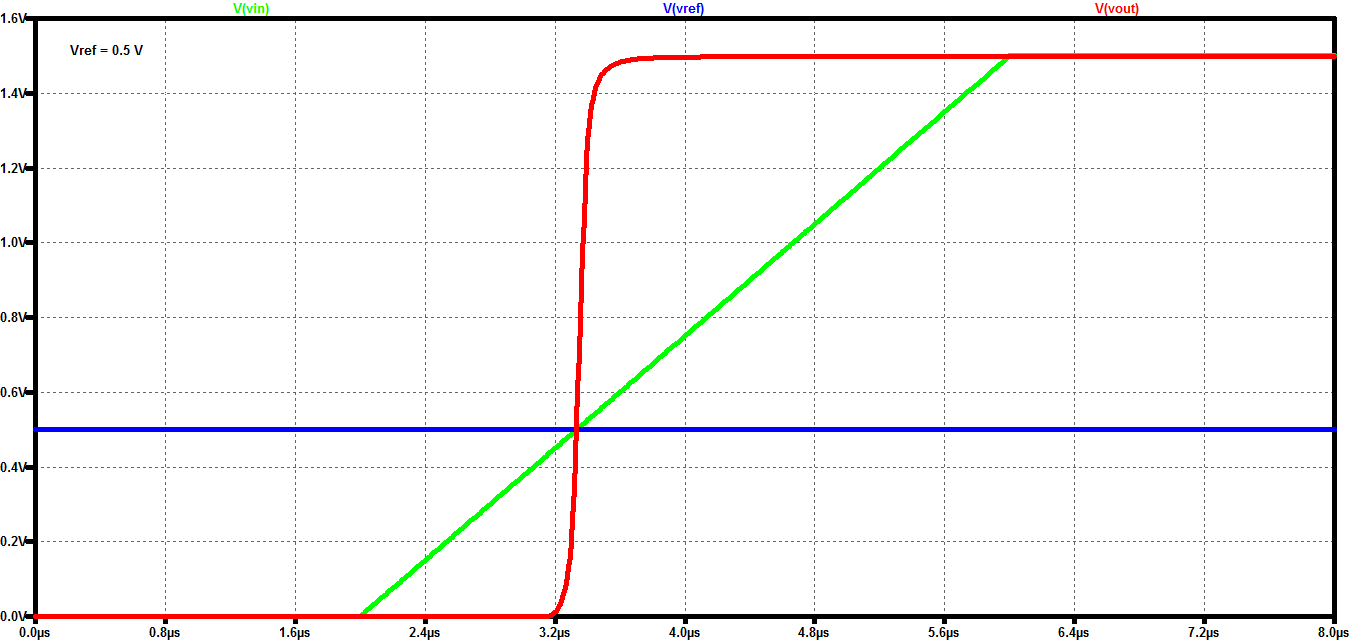 V(vin) V(vref) V(vout)
Vref = 0.5 V
1.6V
1.4V
1.2V
1.0V
0.8V
0.6V
0.4V
0.2V
0.0V
0.0µs 0.8µs 1.6µs 2.4µs 3.2µs 4.0µs 4.8µs 5.6µs 6.4µs 7.2µs 8.0µs